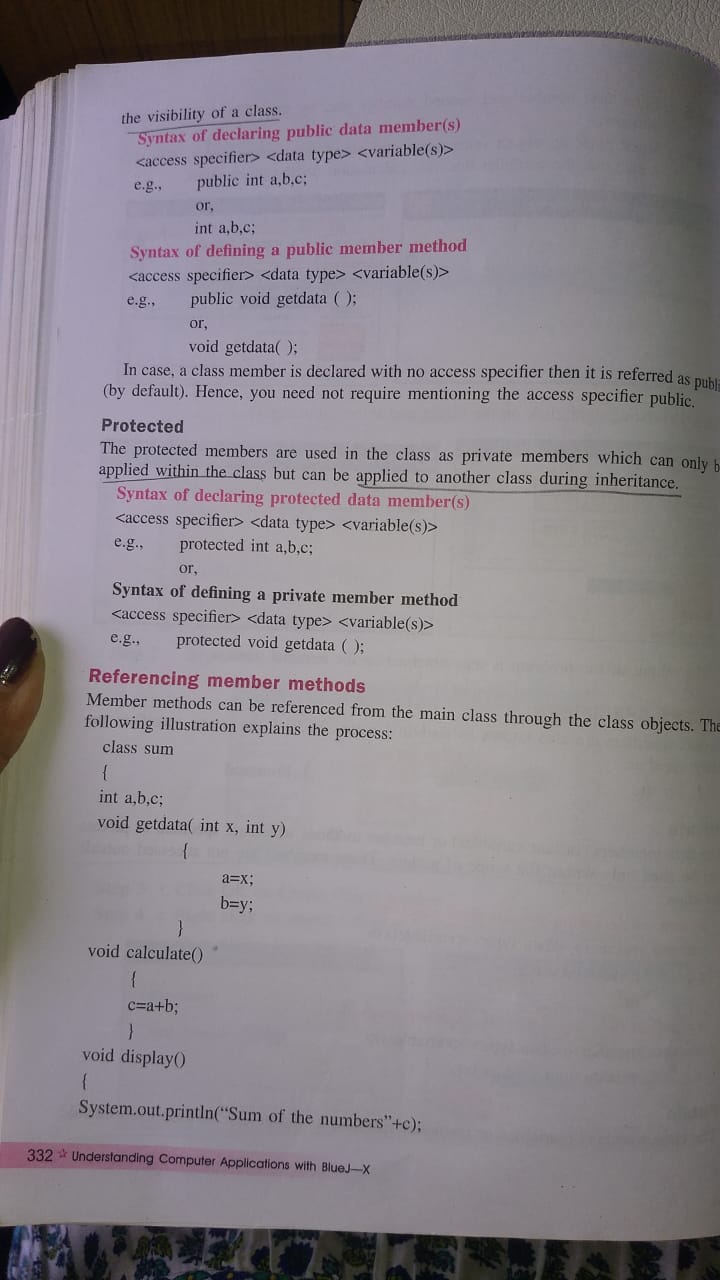 the visibility of a class.
Syntax of declaring public data member(s)
<access specifier> <data type> <variable(s)>
e.g., public int a,b,c;
or,
int a,b,c;
Syntax of defining a public member method
<access specifier> <data type> <variable(s)>
e.g., public void getdata ( );
or,
void getdata( );
In case, a class member is declared with no access specifier then it is referred as
(by default). Hence, you need not require mentioning the access specifier public.
Protected
The protected members are used in the class as private members which can only
applied within the class but can be applied to another class during inheritance.
Syntax of declaring protected data member(s)
<access specifier> <data type> <variable(s)>
e.g., protected int a,b,c;
or,
Syntax of defining a private member method
<access specifier> <data type> <variable(s)>
e.g., protected void getdata ( );
Referencing member methods
Member methods can be referenced from the main class through the class objects. The
following illustration explains the process:
class sum
{
int a,b,c;
void getdata( int x, int y)
{
a=x;
b=y;
}
void calculate()
{
c=a+b;
}
void display()
{
System.out.println(“Sum of the numbers”+c);
332 ☆ Understanding Computer Applications with BlueJ—X